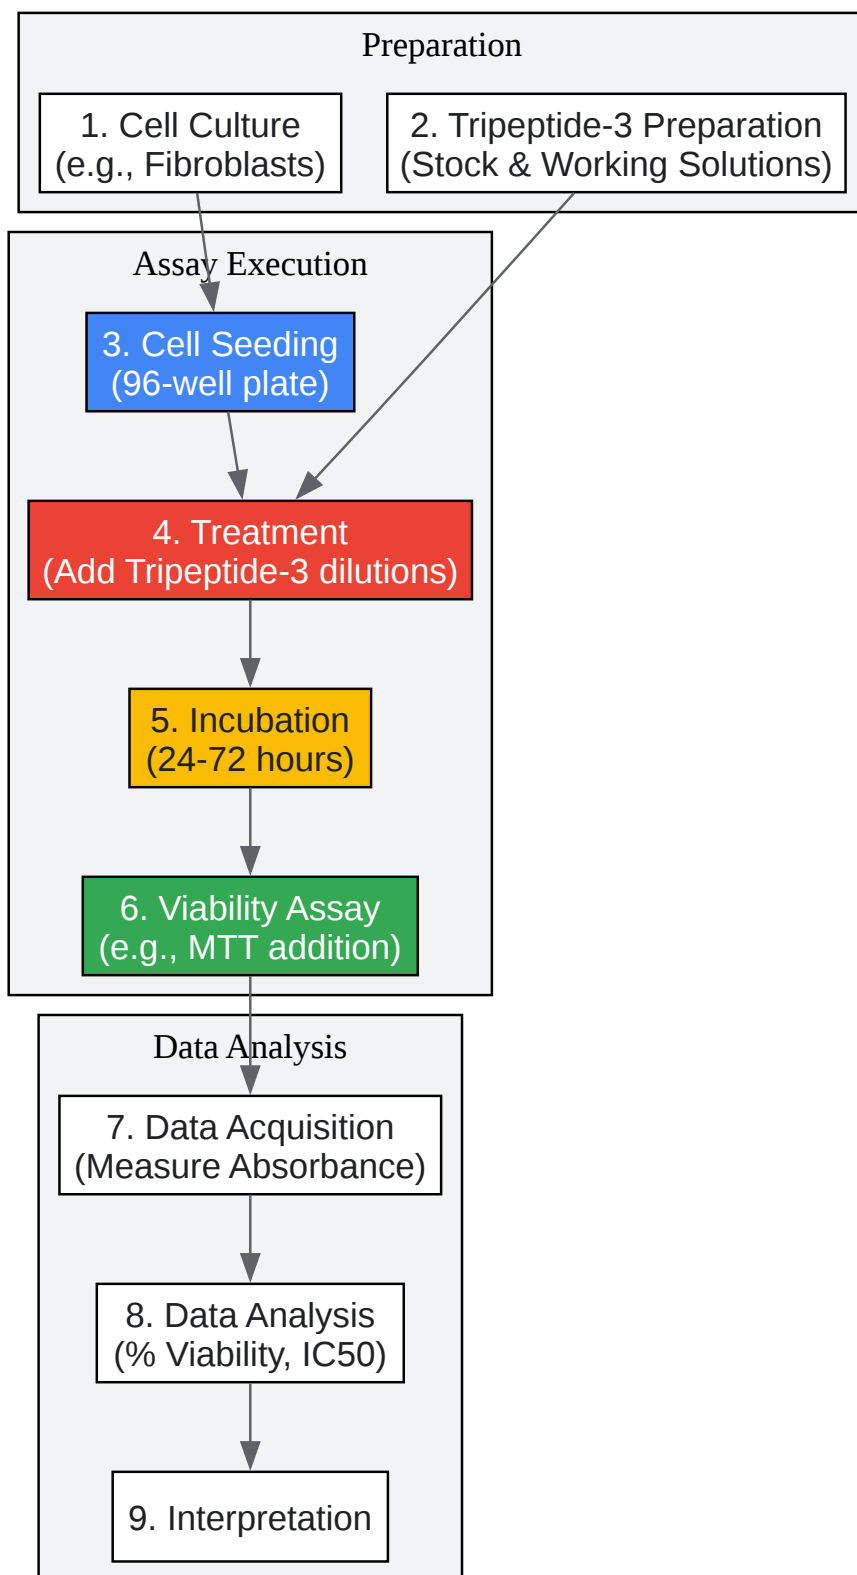 Preparation
1. Cell Culture
(e.g., Fibroblasts)
2. Tripeptide-3 Preparation
(Stock & Working Solutions)
Assay Execution
3. Cell Seeding
(96-well plate)
4. Treatment
(Add Tripeptide-3 dilutions)
5. Incubation
(24-72 hours)
6. Viability Assay
(e.g., MTT addition)
Data Analysis
7. Data Acquisition
(Measure Absorbance)
8. Data Analysis
(% Viability, IC50)
9. Interpretation